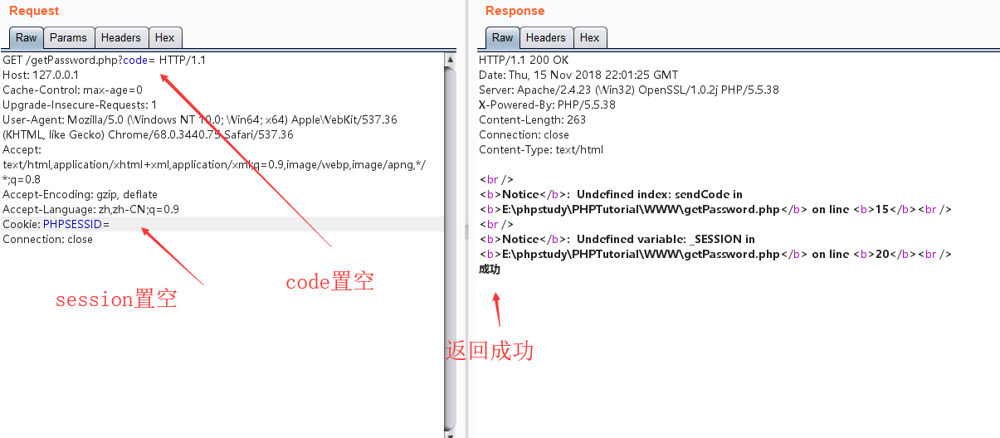 Request
Raw Params Headers Hex
GET /getPassword.php?code= HTTP/1.1
Host: 127.0.0.1
Cache-Control: max-age=0
Upgrade-Insecure-Requests: 1
User-Agent: Mozilla/5.0 (Windows NT 10.0; Win64; x64) AppleWebKit/537.36
(KHTML, like Gecko) Chrome/68.0.3440.75 Safari/537.36
Accept:
text/html,application/xhtml+xml,application/xml;q=0.9,image/webp,image/apng,*/
*;q=0.8
Accept-Encoding: gzip, deflate
Accept-Language: zh,zh-CN;q=0.9
Cookie: PHPSESSID=
Connection: close
code置空
session置空
Response
Raw Headers Hex
HTTP/1.1 200 OK
Date: Thu, 15 Nov 2018 22:01:25 GMT
Server: Apache/2.4.23 (Win32) OpenSSL/1.0.2j PHP/5.5.38
X-Powered-By: PHP/5.5.38
Content-Length: 263
Connection: close
Content-Type: text/html
<br />
<b>Notice</b>:  Undefined index: sendCode in
<b>E:\phpstudy\PHPTutorial\WWW\getPassword.php</b> on line <b>15</b><br />
<br />
<b>Notice</b>:  Undefined variable: _SESSION in
<b>E:\phpstudy\PHPTutorial\WWW\getPassword.php</b> on line <b>20</b><br />
成功
返回成功